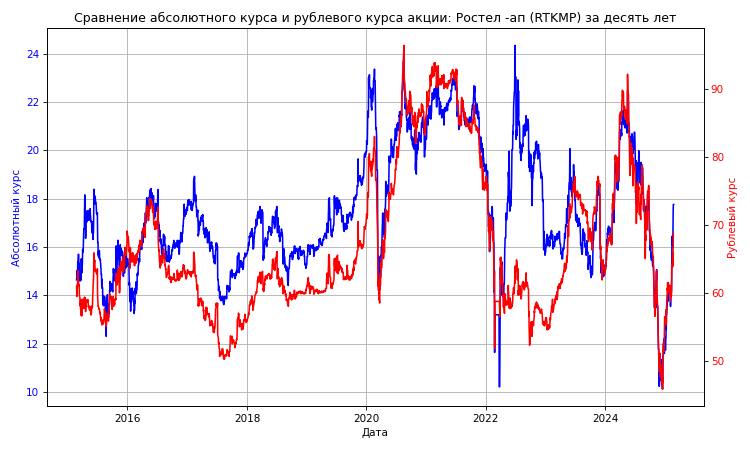 Сравнение абсолютного курса и рублевого курса акции: Ростел -ап (RTKMP) за десять лет
24
22
20
18
16
14
12
10
Абсолютный курс
90
80
70
60
50
Рублевый курс
2016 2018 2020 2022 2024
Дата